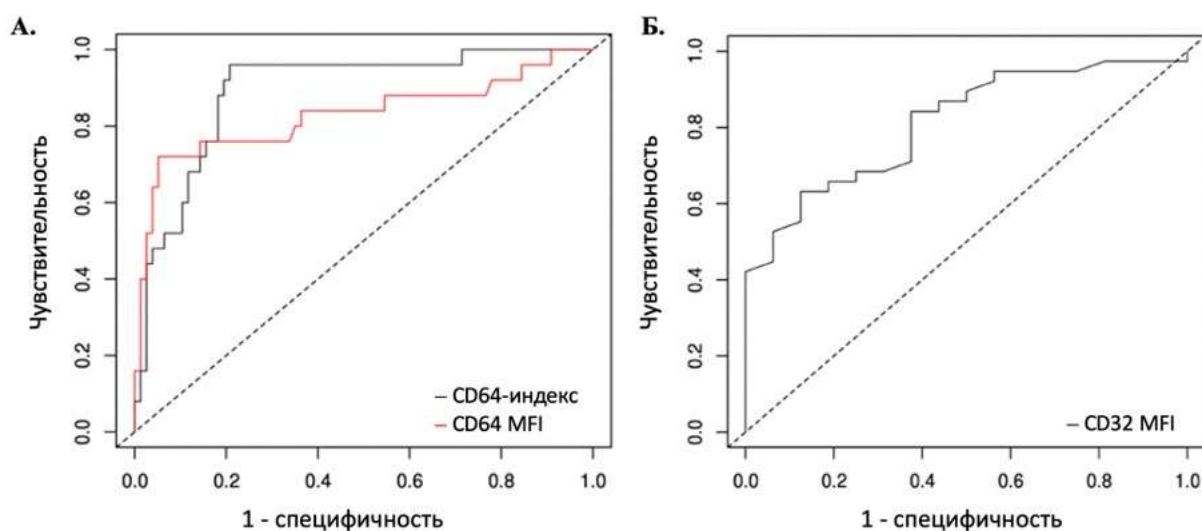 А.
Чувствительность
1.0
0.8
0.6
0.4
0.2
0.0
— CD64-индекс
— CD64 MFI
0.0 0.2 0.4 0.6 0.8 1.0
1 - специфичность
Б.
Чувствительность
1.0
0.8
0.6
0.4
0.2
0.0
— CD32 MFI
0.0 0.2 0.4 0.6 0.8 1.0
1 - специфичность